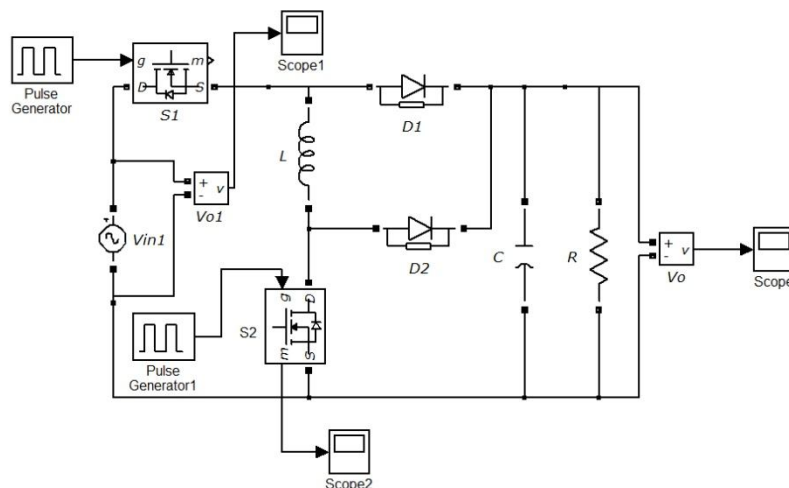 Scope1
g
m
Pulse
Generator
D
S
S1
D1
L
+
-
v
Vo1
+
Vin1
D2
C
R
+
-
v
Vo
Scope
g
D
S2
m
S
Pulse
Generator1
Scope2